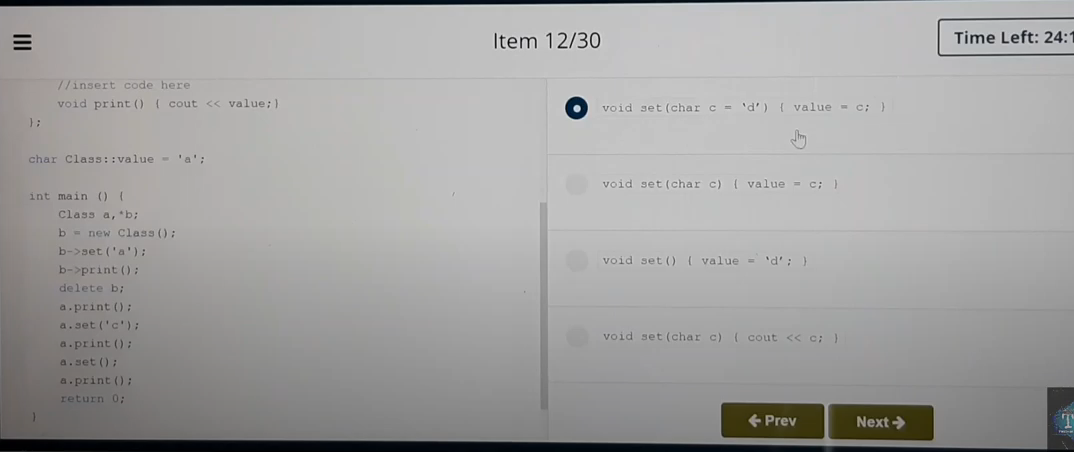 Item 12/30
Time Left: 24:1
//insert code here
void print() { cout << value;}
};
char Class::value = 'a';
int main () {
Class a,*b;
b = new Class();
b->set('a');
b->print();
delete b;
a.print();
a.set('c');
a.print();
a.set();
a.print();
return 0;
}
void set(char c = 'd') { value = c; }
void set(char c) { value = c; }
void set() { value = 'd'; }
void set(char c) { cout << c; }
← Prev
Next →